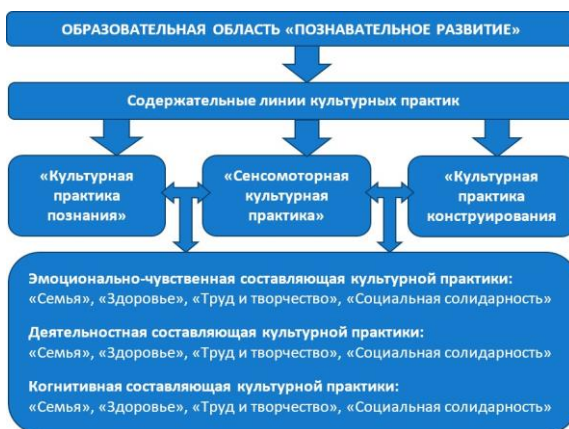 ОБРАЗОВАТЕЛЬНАЯ ОБЛАСТЬ «ПОЗНАВАТЕЛЬНОЕ РАЗВИТИЕ»
Содержательные линии культурных практик
«Культурная
практика
познания»
«Сенсомоторная
культурная
практика»
«Культурная
практика
конструирования
Эмоционально-чувственная составляющая культурной практики:
«Семья», «Здоровье», «Труд и творчество», «Социальная солидарность»
Деятельностная составляющая культурной практики:
«Семья», «Здоровье», «Труд и творчество», «Социальная солидарность»
Когнитивная составляющая культурной практики:
«Семья», «Здоровье», «Труд и творчество», «Социальная солидарность»